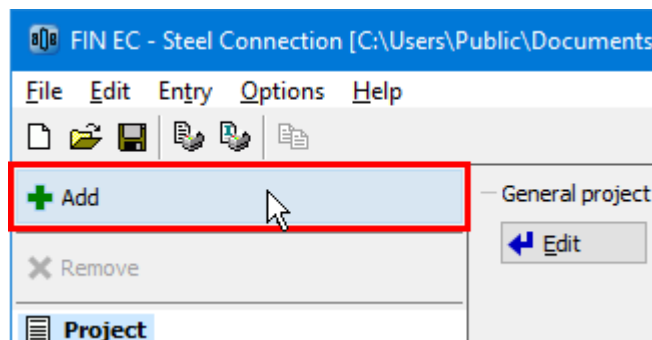 FIN EC - Steel Connection [C:\Users\Public\Documents
File Edit Entry Options Help
Add
General project
Edit
Remove
Project